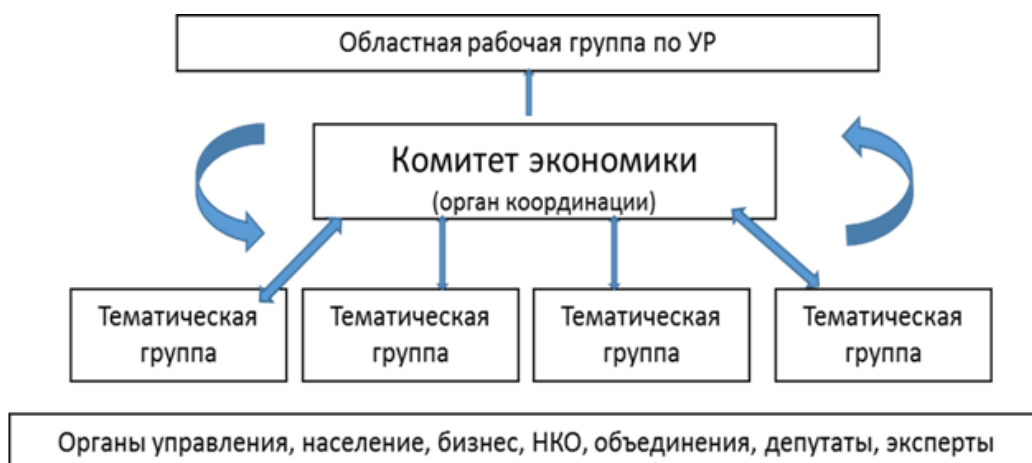 Областная рабочая группа по УР
Комитет экономики
(орган координации)
Тематическая
группа
Тематическая
группа
Тематическая
группа
Тематическая
группа
Органы управления, население, бизнес, НКО, объединения, депутаты, эксперты